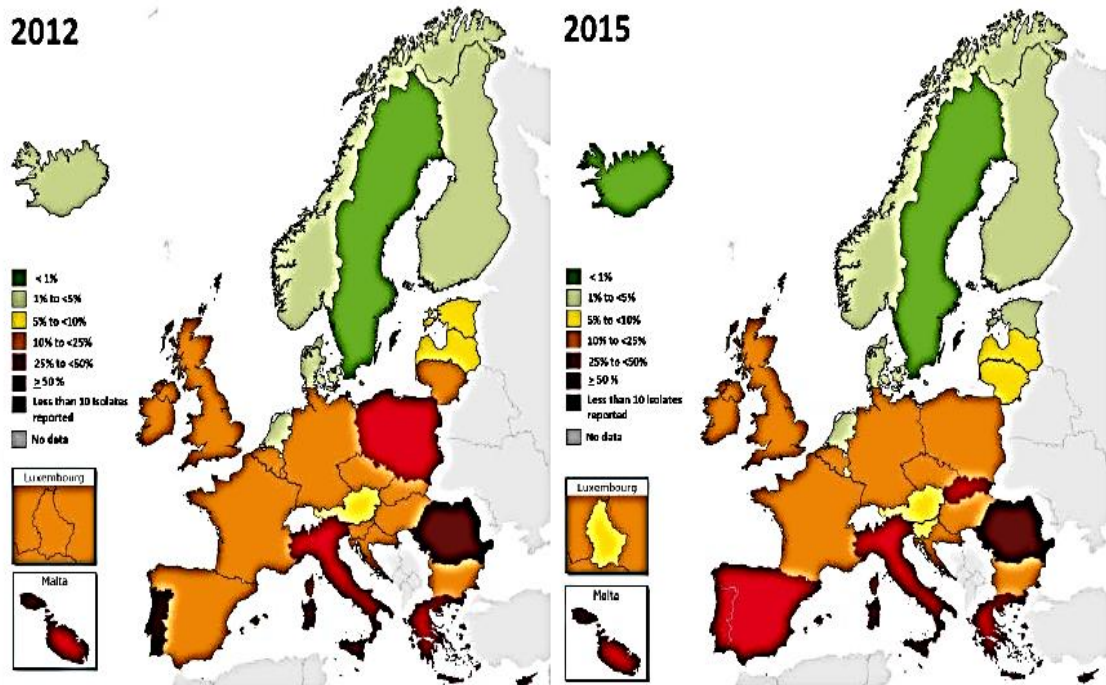 2012
< 1%
1% to <5%
5% to <10%
10% to <25%
25% to <50%
≥ 50 %
Less than 10 isolates
reported
No data
Luxembourg
Malta
2015
< 1%
1% to <5%
5% to <10%
10% to <25%
25% to <50%
≥ 50 %
Less than 10 isolates
reported
No data
Luxembourg
Malta